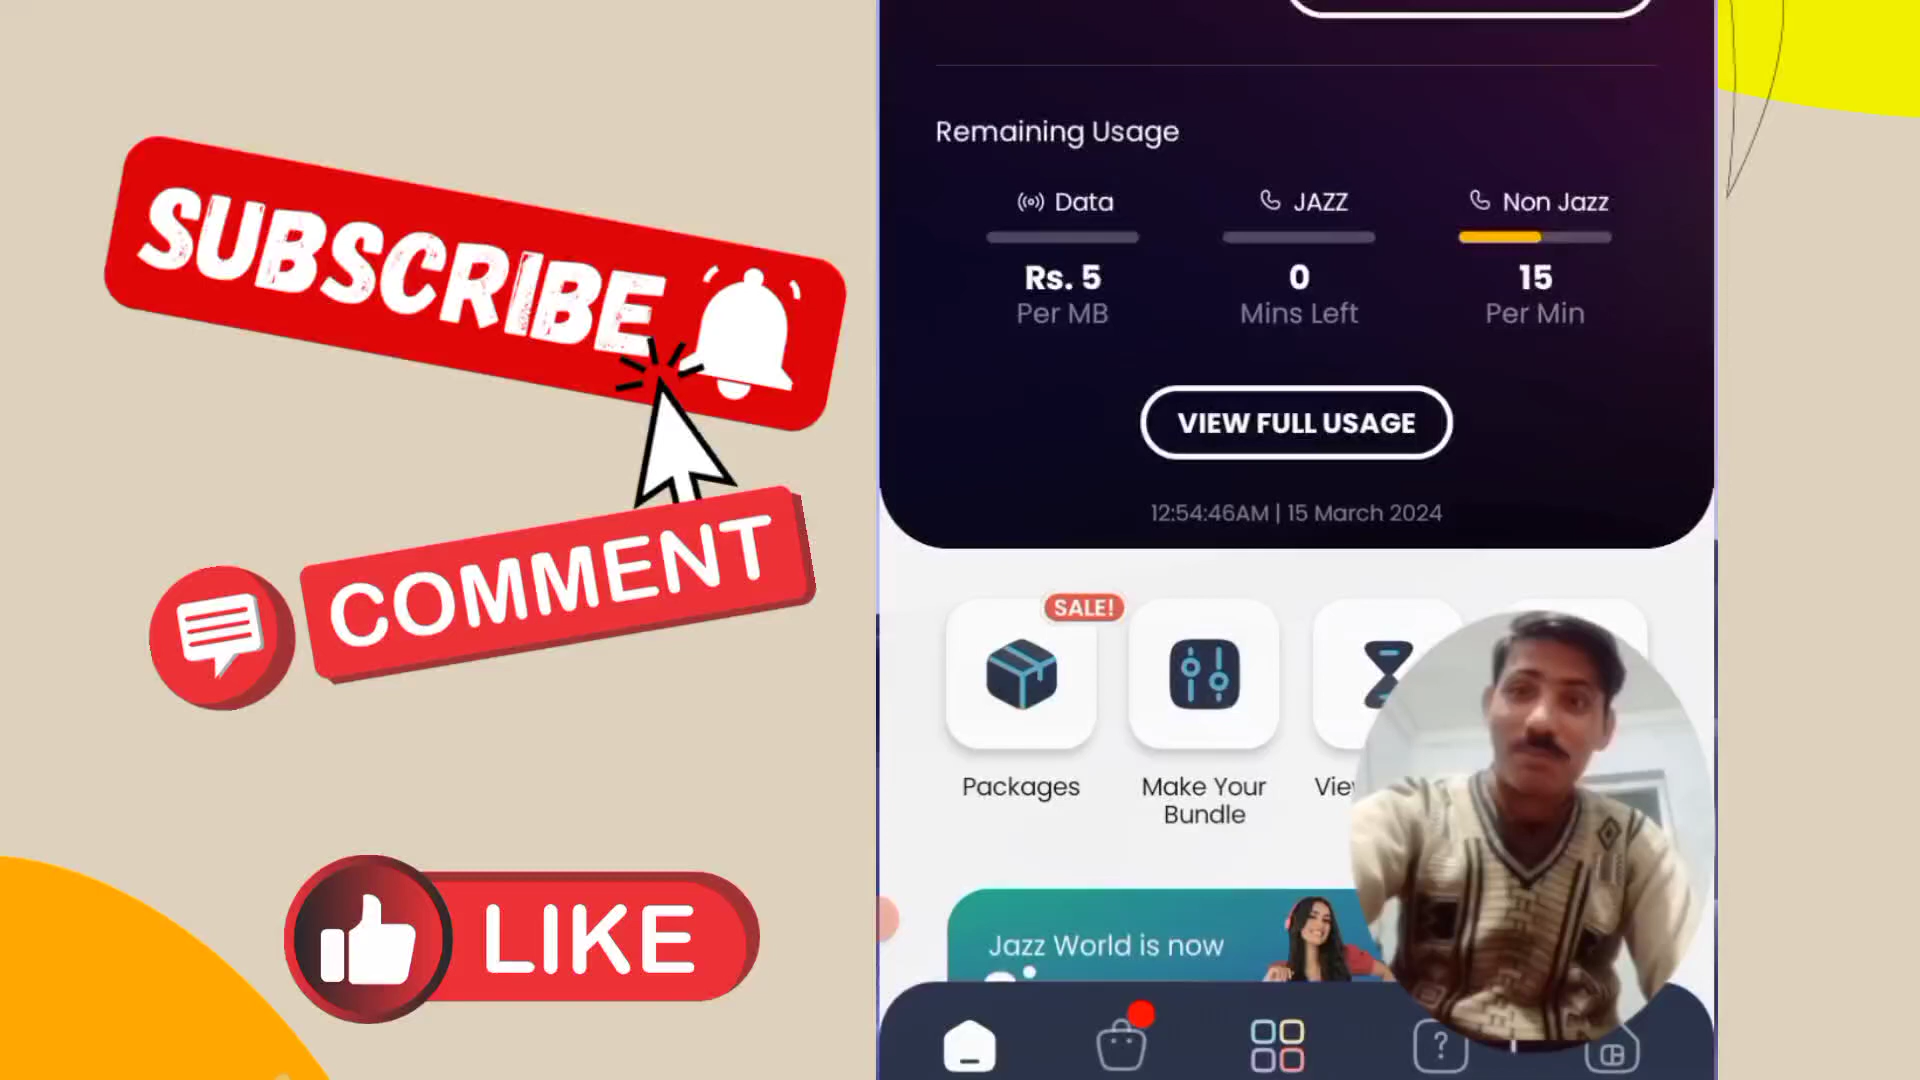 SUBSCRIBE
COMMENT
LIKE
Remaining Usage
Data
JAZZ
Non Jazz
Rs. 5
0
15
Per MB
Mins Left
Per Min
VIEW FULL USAGE
12:54:46AM | 15 March 2024
SALE!
Packages
Make Your
Bundle
Jazz World is now